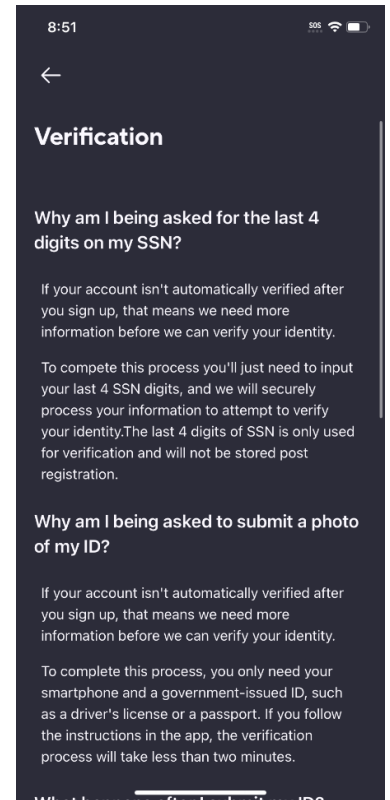 8:51
SOS
Verification
Why am I being asked for the last 4
digits on my SSN?
If your account isn't automatically verified after
you sign up, that means we need more
information before we can verify your identity.
To compete this process you'll just need to input
your last 4 SSN digits, and we will securely
process your information to attempt to verify
your identity.The last 4 digits of SSN is only used
for verification and will not be stored post
registration.
Why am I being asked to submit a photo
of my ID?
If your account isn't automatically verified after
you sign up, that means we need more
information before we can verify your identity.
To complete this process, you only need your
smartphone and a government-issued ID, such
as a driver's license or a passport. If you follow
the instructions in the app, the verification
process will take less than two minutes.
What happens after I submit my ID?